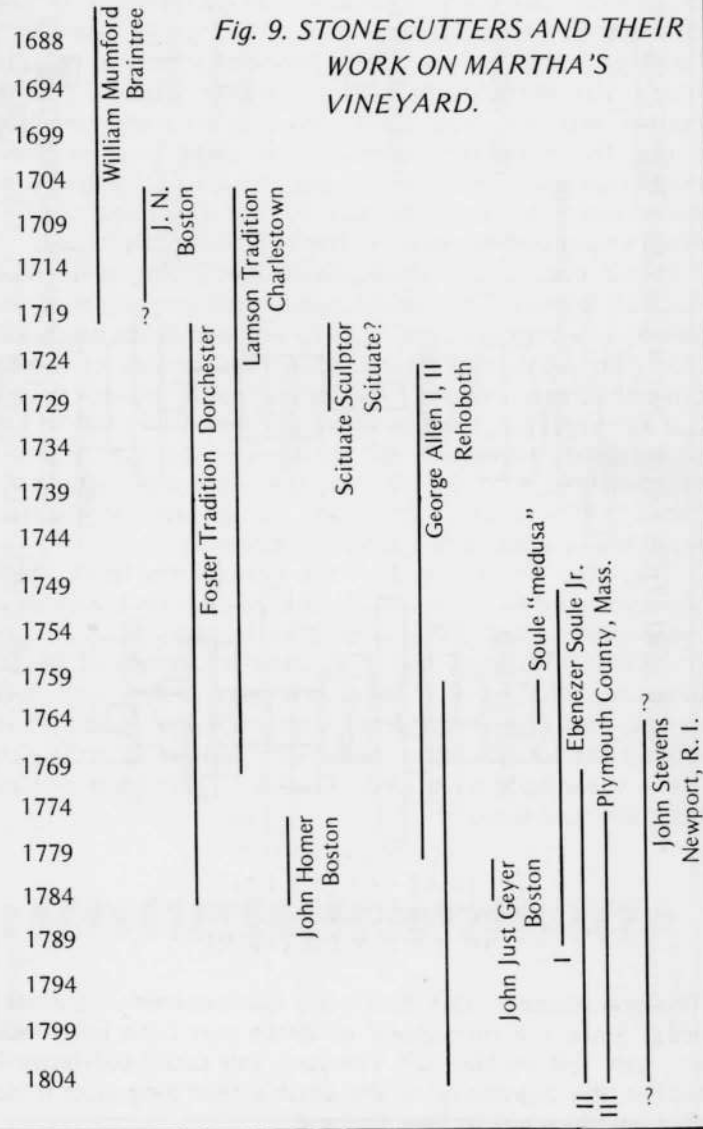 Fig. 9. STONE CUTTERS AND THEIR
WORK ON MARTHA'S
VINEYARD.
1688
1694
1699
1704
1709
1714
1719
1724
1729
1734
1739
1744
1749
1754
1759
1764
1769
1774
1779
1784
1789
1794
1799
1804
William Mumford
Braintree
J. N.
Boston
?
Foster Tradition Dorchester
Lamson Tradition
Charlestown
John Homer
Boston
Scituate Sculptor
Scituate?
George Allen I, II
Rehoboth
John Just Geyer
Boston
Soule "medusa"
I
Ebenezer Soule Jr.
II
Plymouth County, Mass.
III
?
John Stevens
Newport, R. I.
?